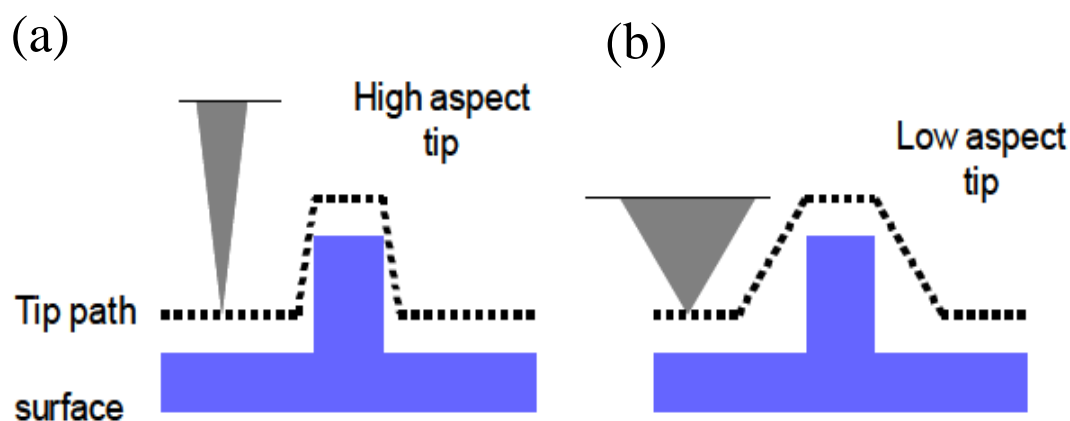 (a)
High aspect
tip
Tip path
surface
(b)
Low aspect
tip